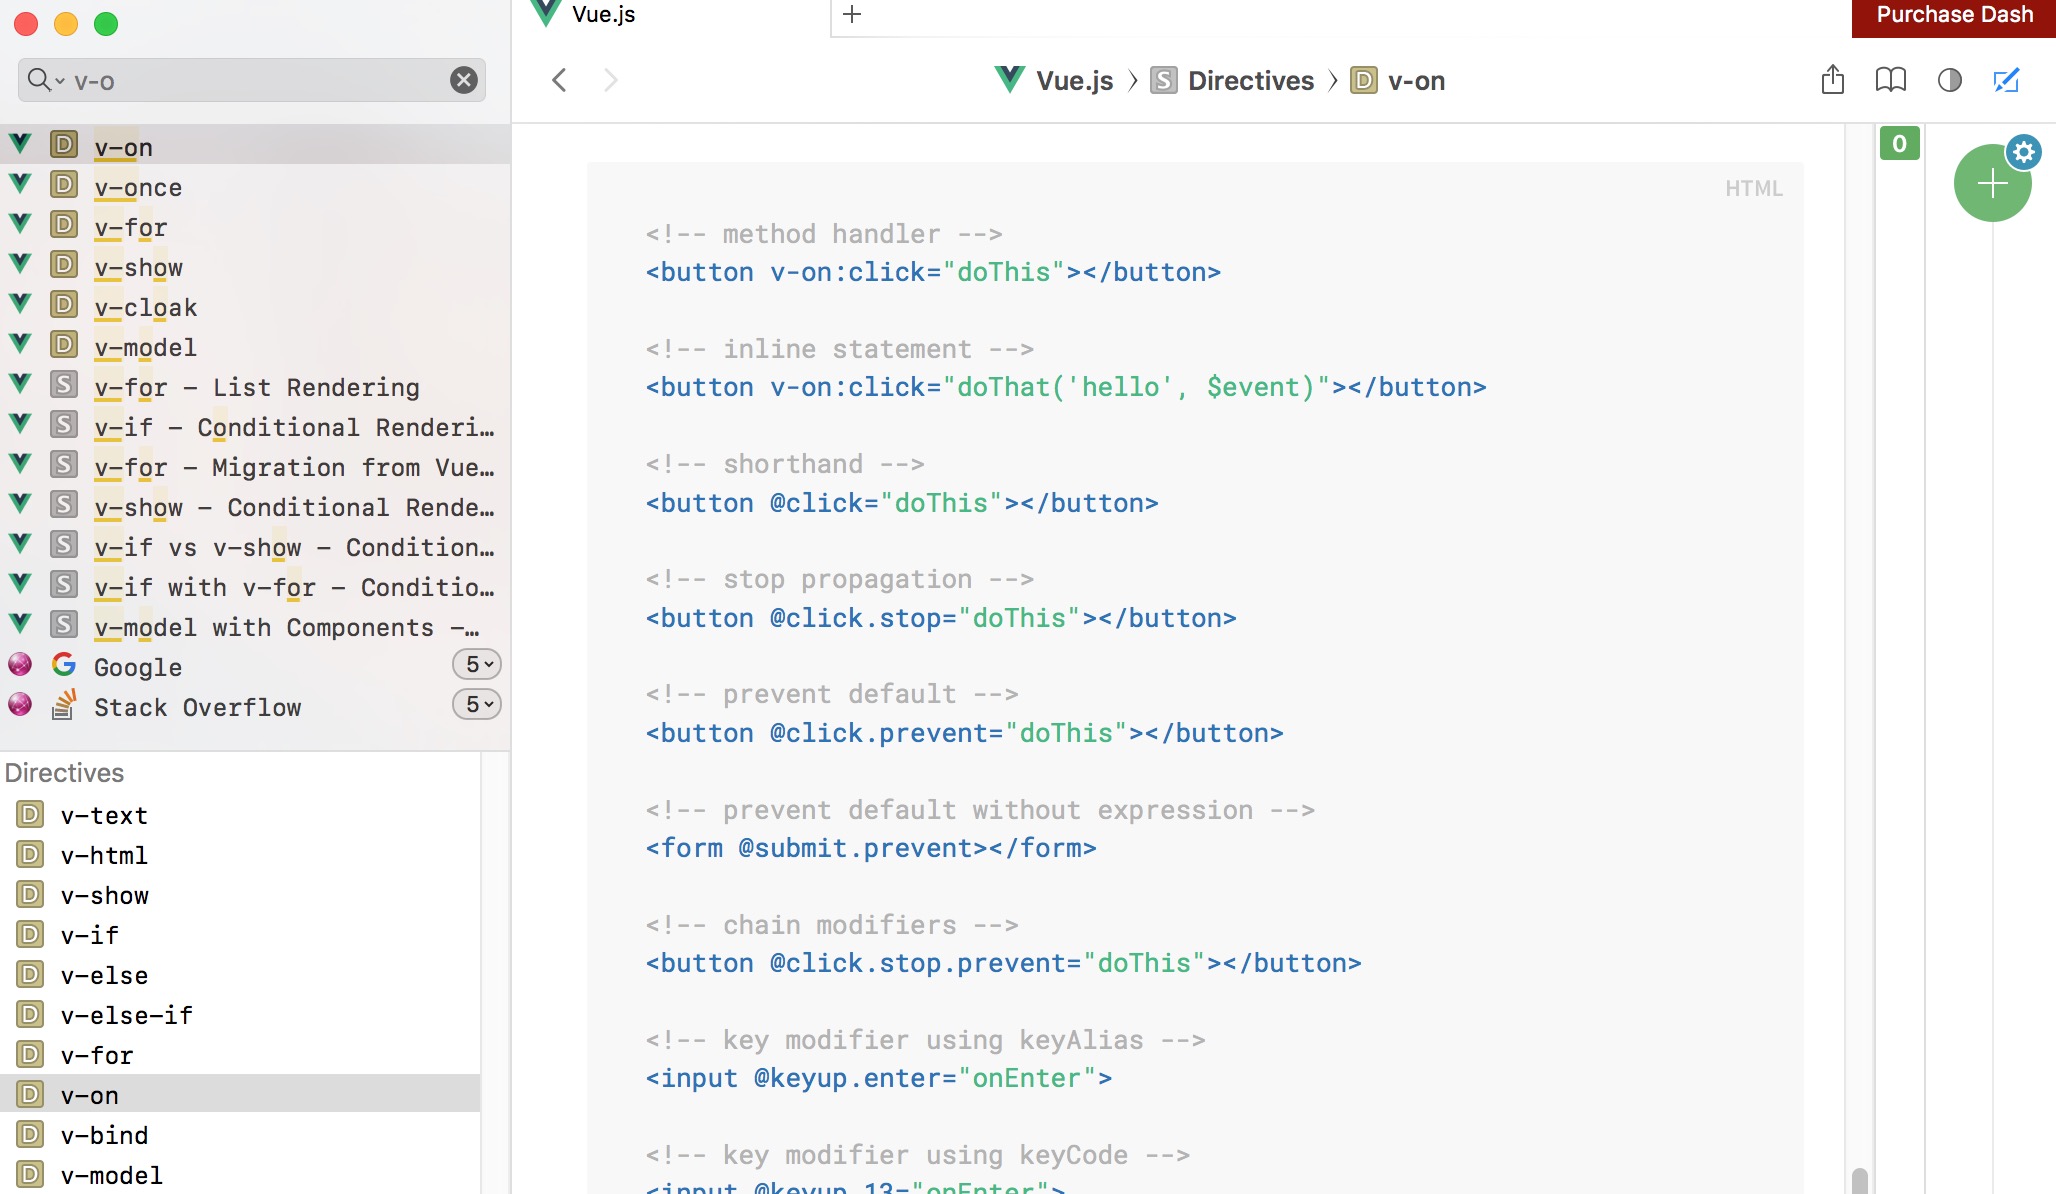 Vue.js
Purchase Dash
v-o
Vue.js
Directives
v-on
v-on
v-once
v-for
v-show
v-cloak
v-model
v-for – List Rendering
v-if – Conditional Renderi…
v-for – Migration from Vue…
v-show – Conditional Rende…
v-if vs v-show – Condition…
v-if with v-for – Conditio…
v-model with Components –…
Google 5
Stack Overflow 5
Directives
v-text
v-html
v-show
v-if
v-else
v-else-if
v-for
v-on
v-bind
v-model
0
HTML
<!-- method handler -->
<button v-on:click="doThis"></button>
<!-- inline statement -->
<button v-on:click="doThat('hello', $event)"></button>
<!-- shorthand -->
<button @click="doThis"></button>
<!-- stop propagation -->
<button @click.stop="doThis"></button>
<!-- prevent default -->
<button @click.prevent="doThis"></button>
<!-- prevent default without expression -->
<form @submit.prevent></form>
<!-- chain modifiers -->
<button @click.stop.prevent="doThis"></button>
<!-- key modifier using keyAlias -->
<input @keyup.enter="onEnter">
<!-- key modifier using keyCode -->
<input @keyup.13="onEnter">